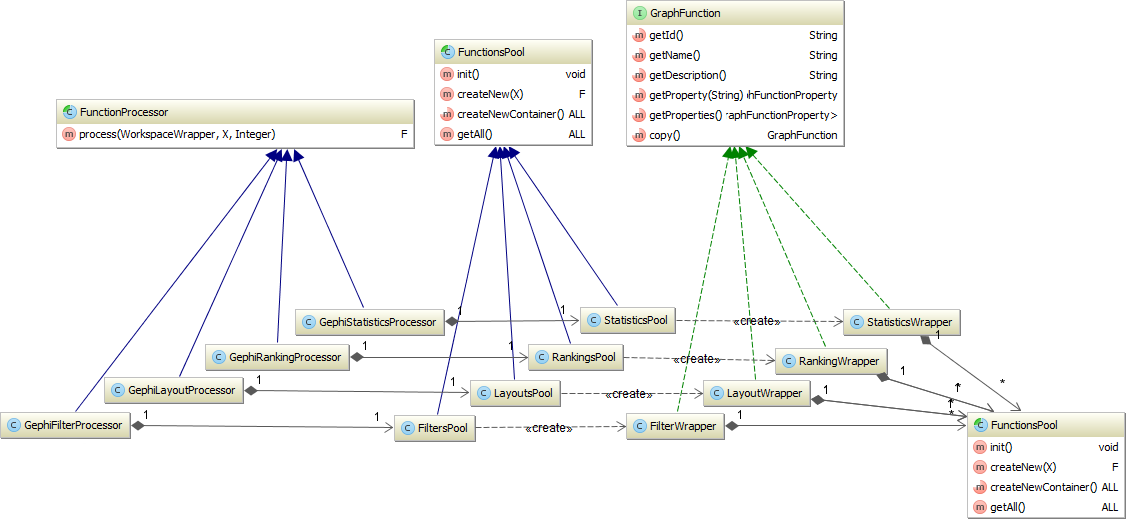 I GraphFunction
m getId() String
m getName() String
m getDescription() String
m getProperty(String) ɔhFunctionProperty
m getProperties() ɾaphFunctionProperty>
m copy() GraphFunction
C FunctionsPool
m init() void
m createNew(X) F
m createNewContainer() ALL
m getAll() ALL
C FunctionProcessor
m process(WorkspaceWrapper, X, Integer) F
C GephiStatisticsProcessor
1
1
C StatisticsPool
«create»
C StatisticsWrapper
1
C GephiRankingProcessor
1
1
C RankingsPool
«create»
C RankingWrapper
1
C GephiLayoutProcessor
1
1
C LayoutsPool
«create»
C LayoutWrapper
1
*
*
*
C GephiFilterProcessor
1
1
C FiltersPool
«create»
C FilterWrapper
1
*
C FunctionsPool
m init() void
m createNew(X) F
m createNewContainer() ALL
m getAll() ALL